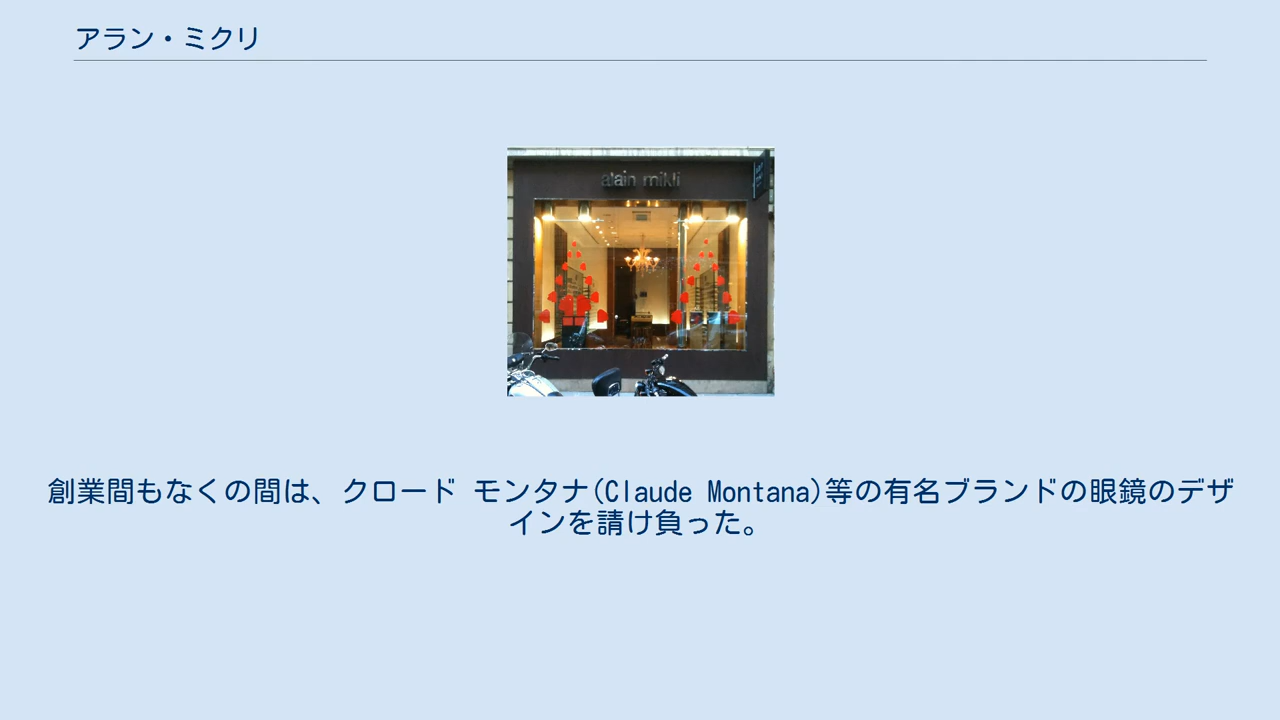 アラン・ミクリ
alain mikli
創業間もなくの間は、クロード モンタナ(Claude Montana)等の有名ブランドの眼鏡のデザ
インを請け負った。